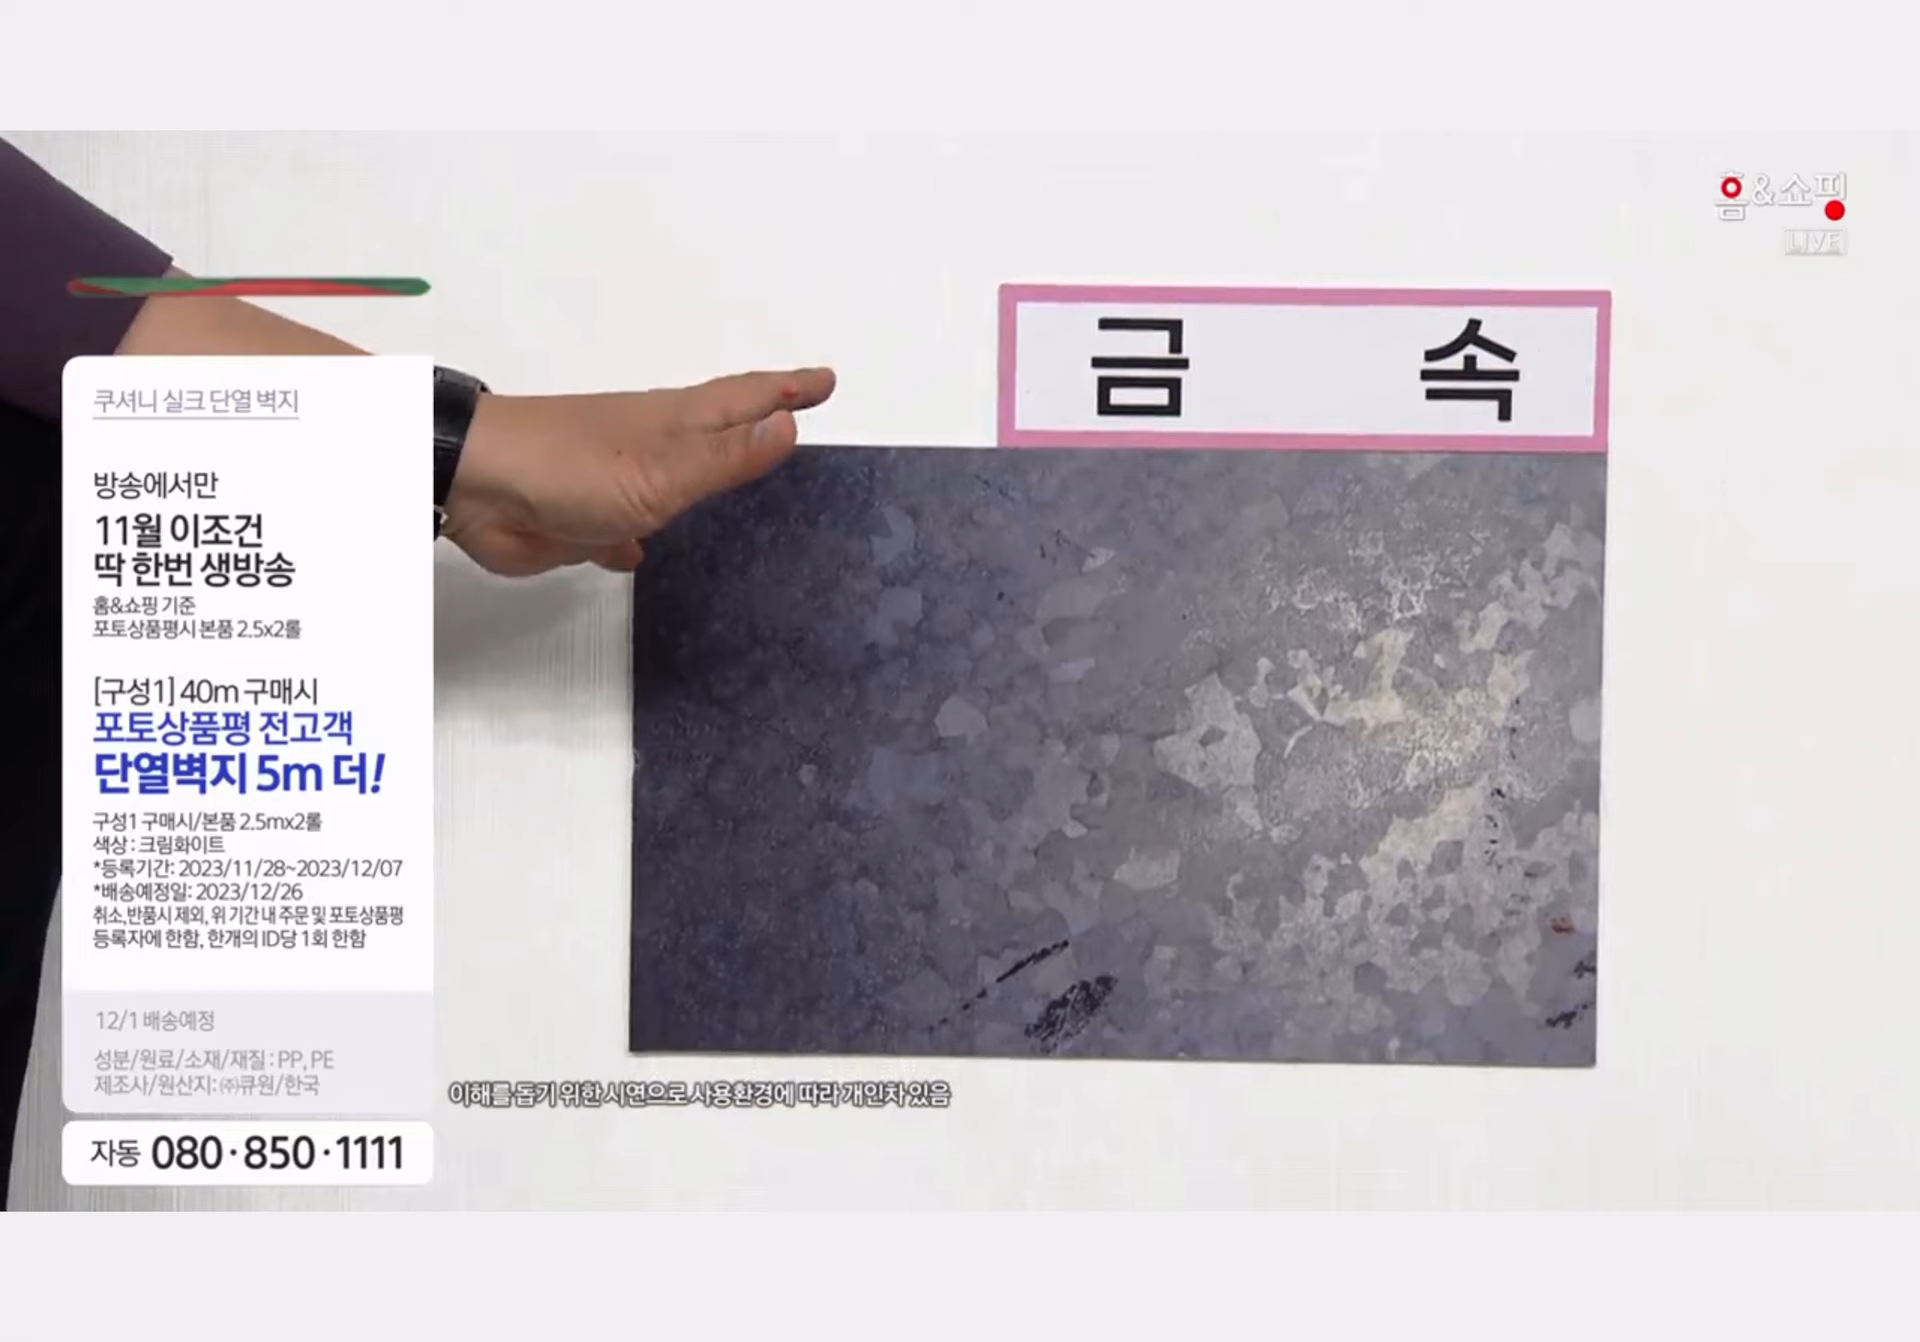 홈&쇼핑
LIVE
금 속
쿠셔니 실크 단열 벽지
방송에서만
11월 이조건
딱 한번 생방송
홈&쇼핑 기준
포토상품평시 본품 2.5x2롤
[구성1] 40m 구매시
포토상품평 전고객
단열벽지 5m 더!
구성1 구매시/본품 2.5mx2롤
색상 : 크림화이트
*등록기간: 2023/11/28~2023/12/07
*배송예정일: 2023/12/26
취소,반품시 제외, 위 기간 내 주문 및 포토상품평
등록자에 한함, 한개의 ID당 1회 한함
12/1 배송예정
성분/원료/소재/재질 : PP, PE
제조사/원산지: ㈜큐원/한국
이해를 돕기 위한 시연으로 사용환경에 따라 개인차 있음
자동 080·850·1111